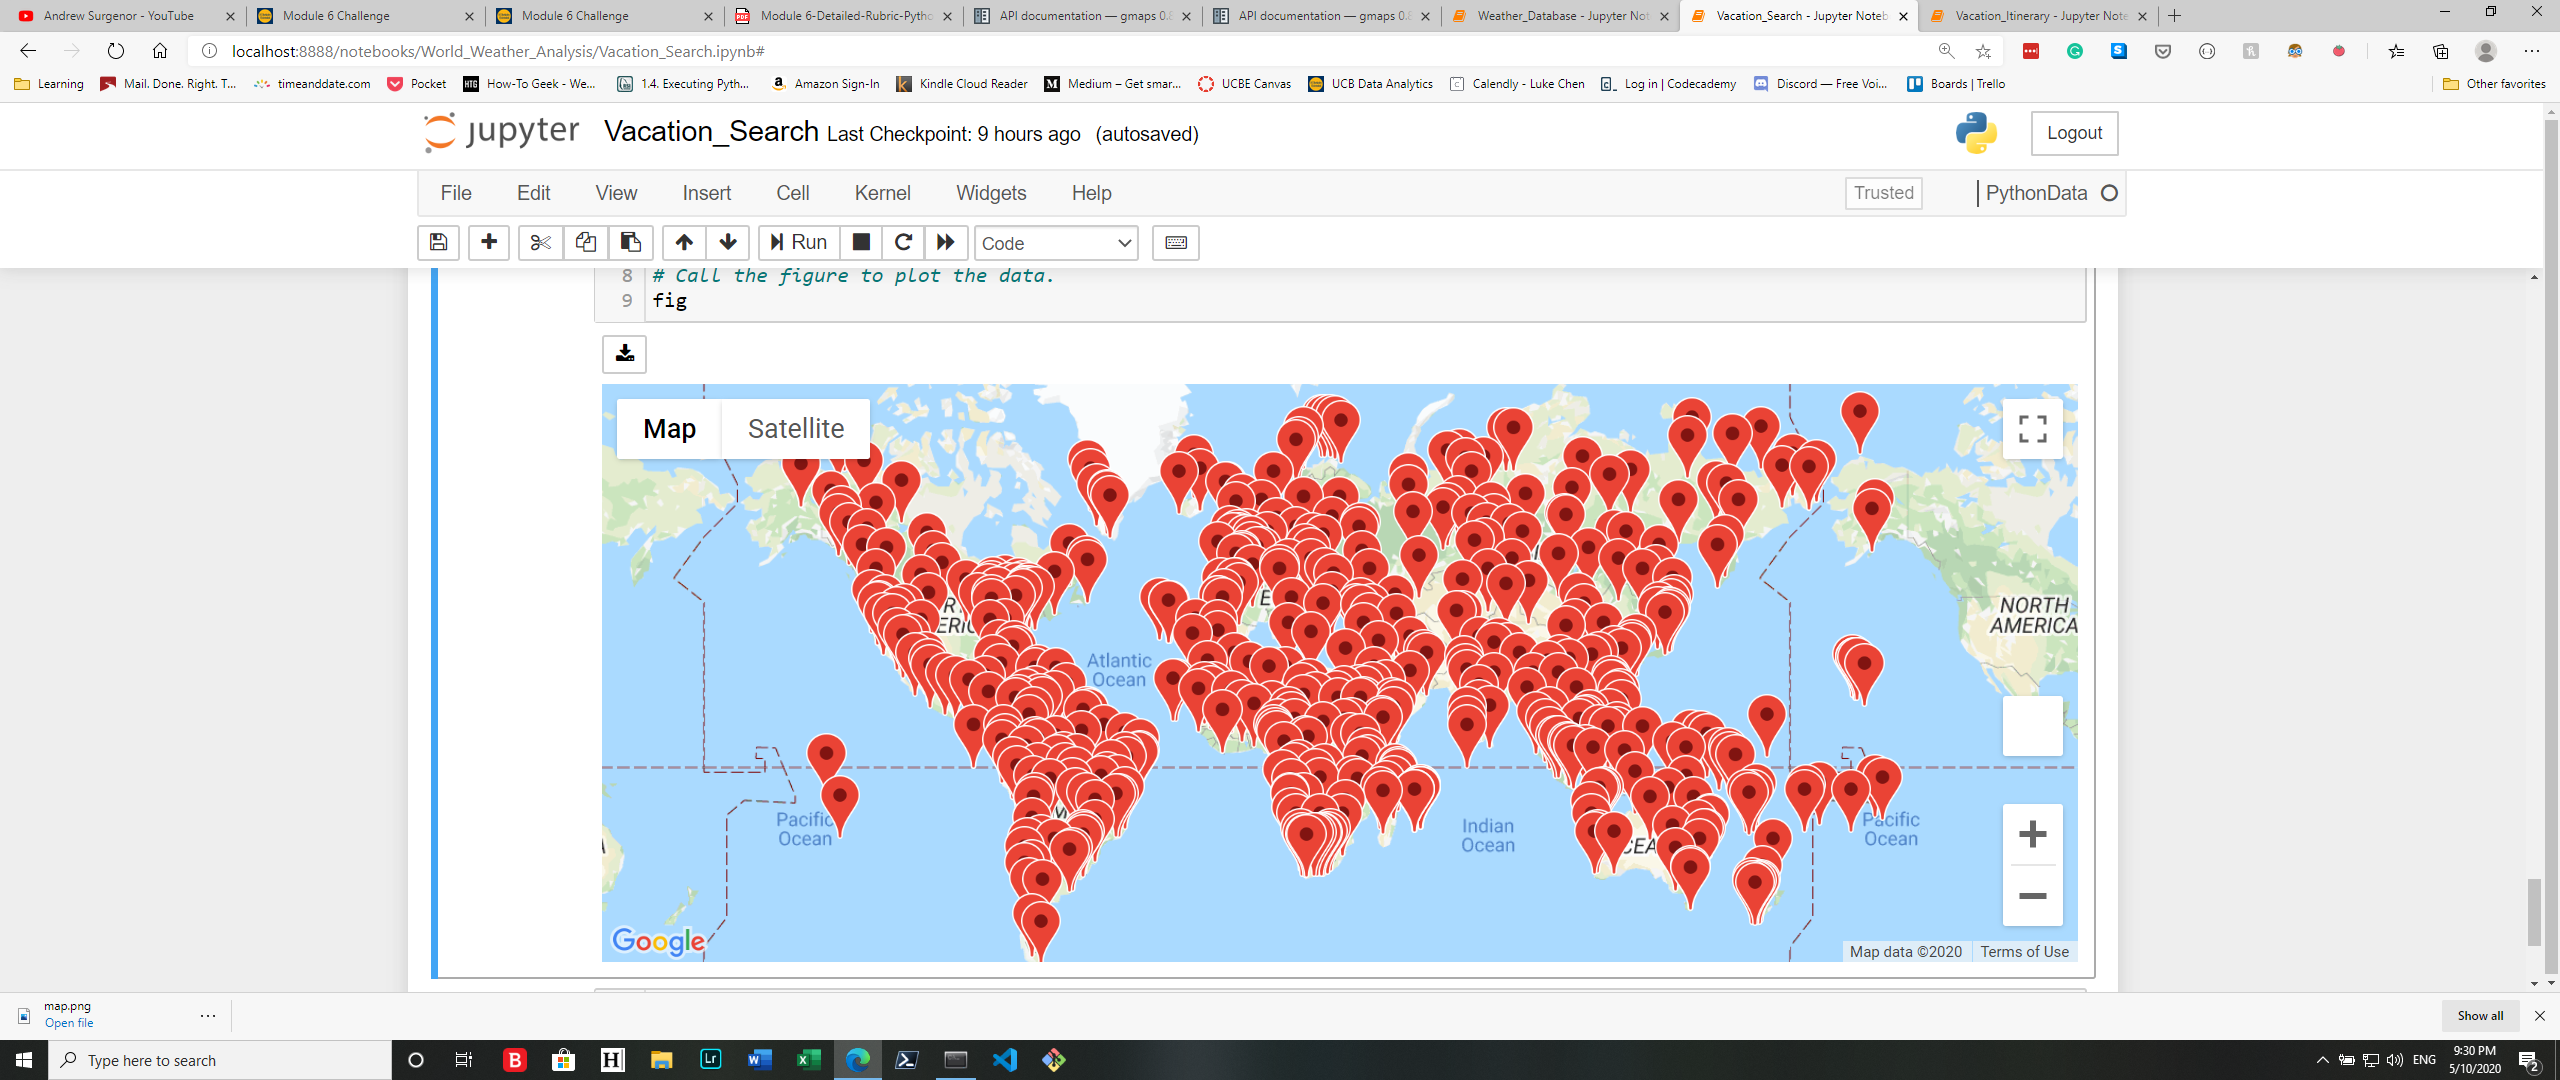 Andrew Surgenor - YouTube
Module 6 Challenge
Module 6 Challenge
Module 6-Detailed-Rubric-Pytho
API documentation — gmaps 0.8
API documentation — gmaps 0.8
Weather_Database - Jupyter Not
Vacation_Search - Jupyter Noteb
Vacation_Itinerary - Jupyter Note
localhost:8888/notebooks/World_Weather_Analysis/Vacation_Search.ipynb#
Learning
Mail. Done. Right. T...
timeanddate.com
Pocket
How-To Geek - We...
1.4. Executing Pyth...
Amazon Sign-In
Kindle Cloud Reader
Medium – Get smar...
UCBE Canvas
UCB Data Analytics
Calendly - Luke Chen
Log in | Codecademy
Discord — Free Voi...
Boards | Trello
Other favorites
jupyter
Vacation_Search Last Checkpoint: 9 hours ago (autosaved)
Logout
File Edit View Insert Cell Kernel Widgets Help
Trusted
PythonData
Run
Code
8 # Call the figure to plot the data.
9 fig
Map
Satellite
NORTH
AMERICA
Atlantic
Ocean
Pacific
Ocean
Indian
Ocean
Pacific
Ocean
Google
Map data ©2020
Terms of Use
map.png
Open file
Show all
Type here to search
ENG
9:30 PM
5/10/2020
2